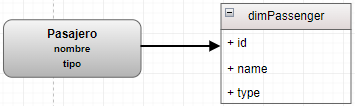 Pasajero
nombre
tipo
dimPassenger
+ id
+ name
+ type